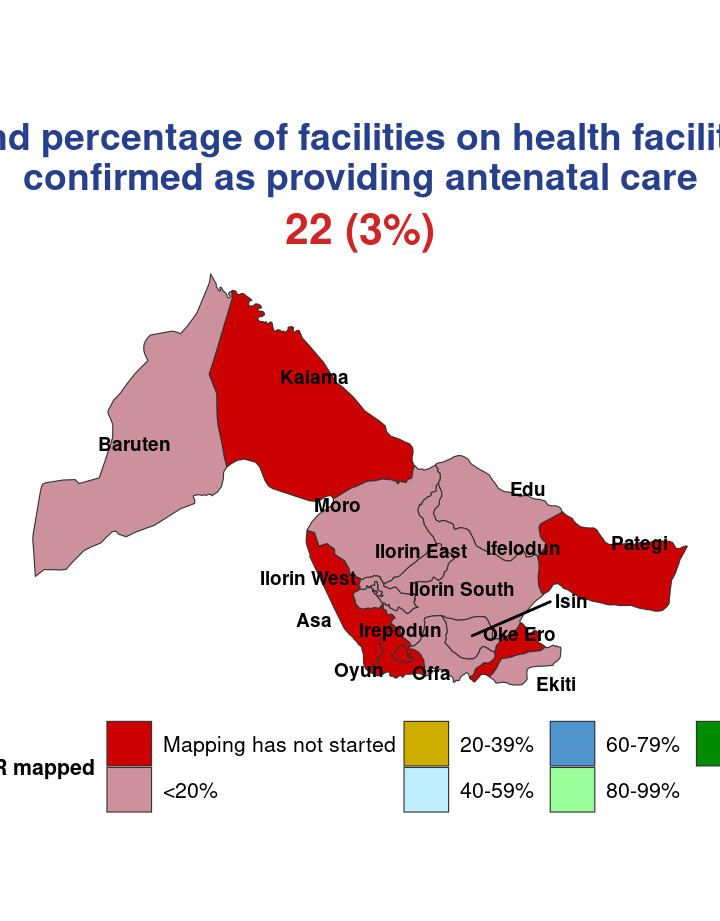 nd percentage of facilities on health facilit
confirmed as providing antenatal care
22 (3%)
Kaiama
Baruten
Edu
Moro
Pategi
Ilorin East
Ifelodun
Ilorin West
Ilorin South
Isin
Asa
Irepodun
Oke Ero
Oyun
Offa
Ekiti
Mapping has not started
20-39%
60-79%
R mapped
<20%
40-59%
80-99%